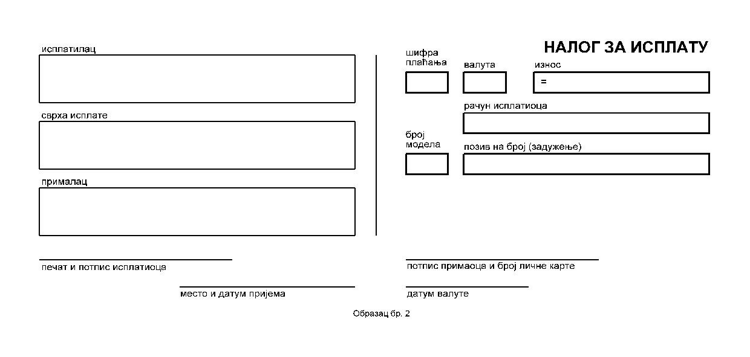 НАЛОГ ЗА ИСПЛАТУ
исплатилац
сврха исплате
прималац
печат и потпис исплатиоца
место и датум пријема
шифра
плаћања
валута
износ
=
рачун исплатиоца
број
модела
позив на број (задужење)
потпис примаоца и број личне карте
датум валуте
Образац бр. 2